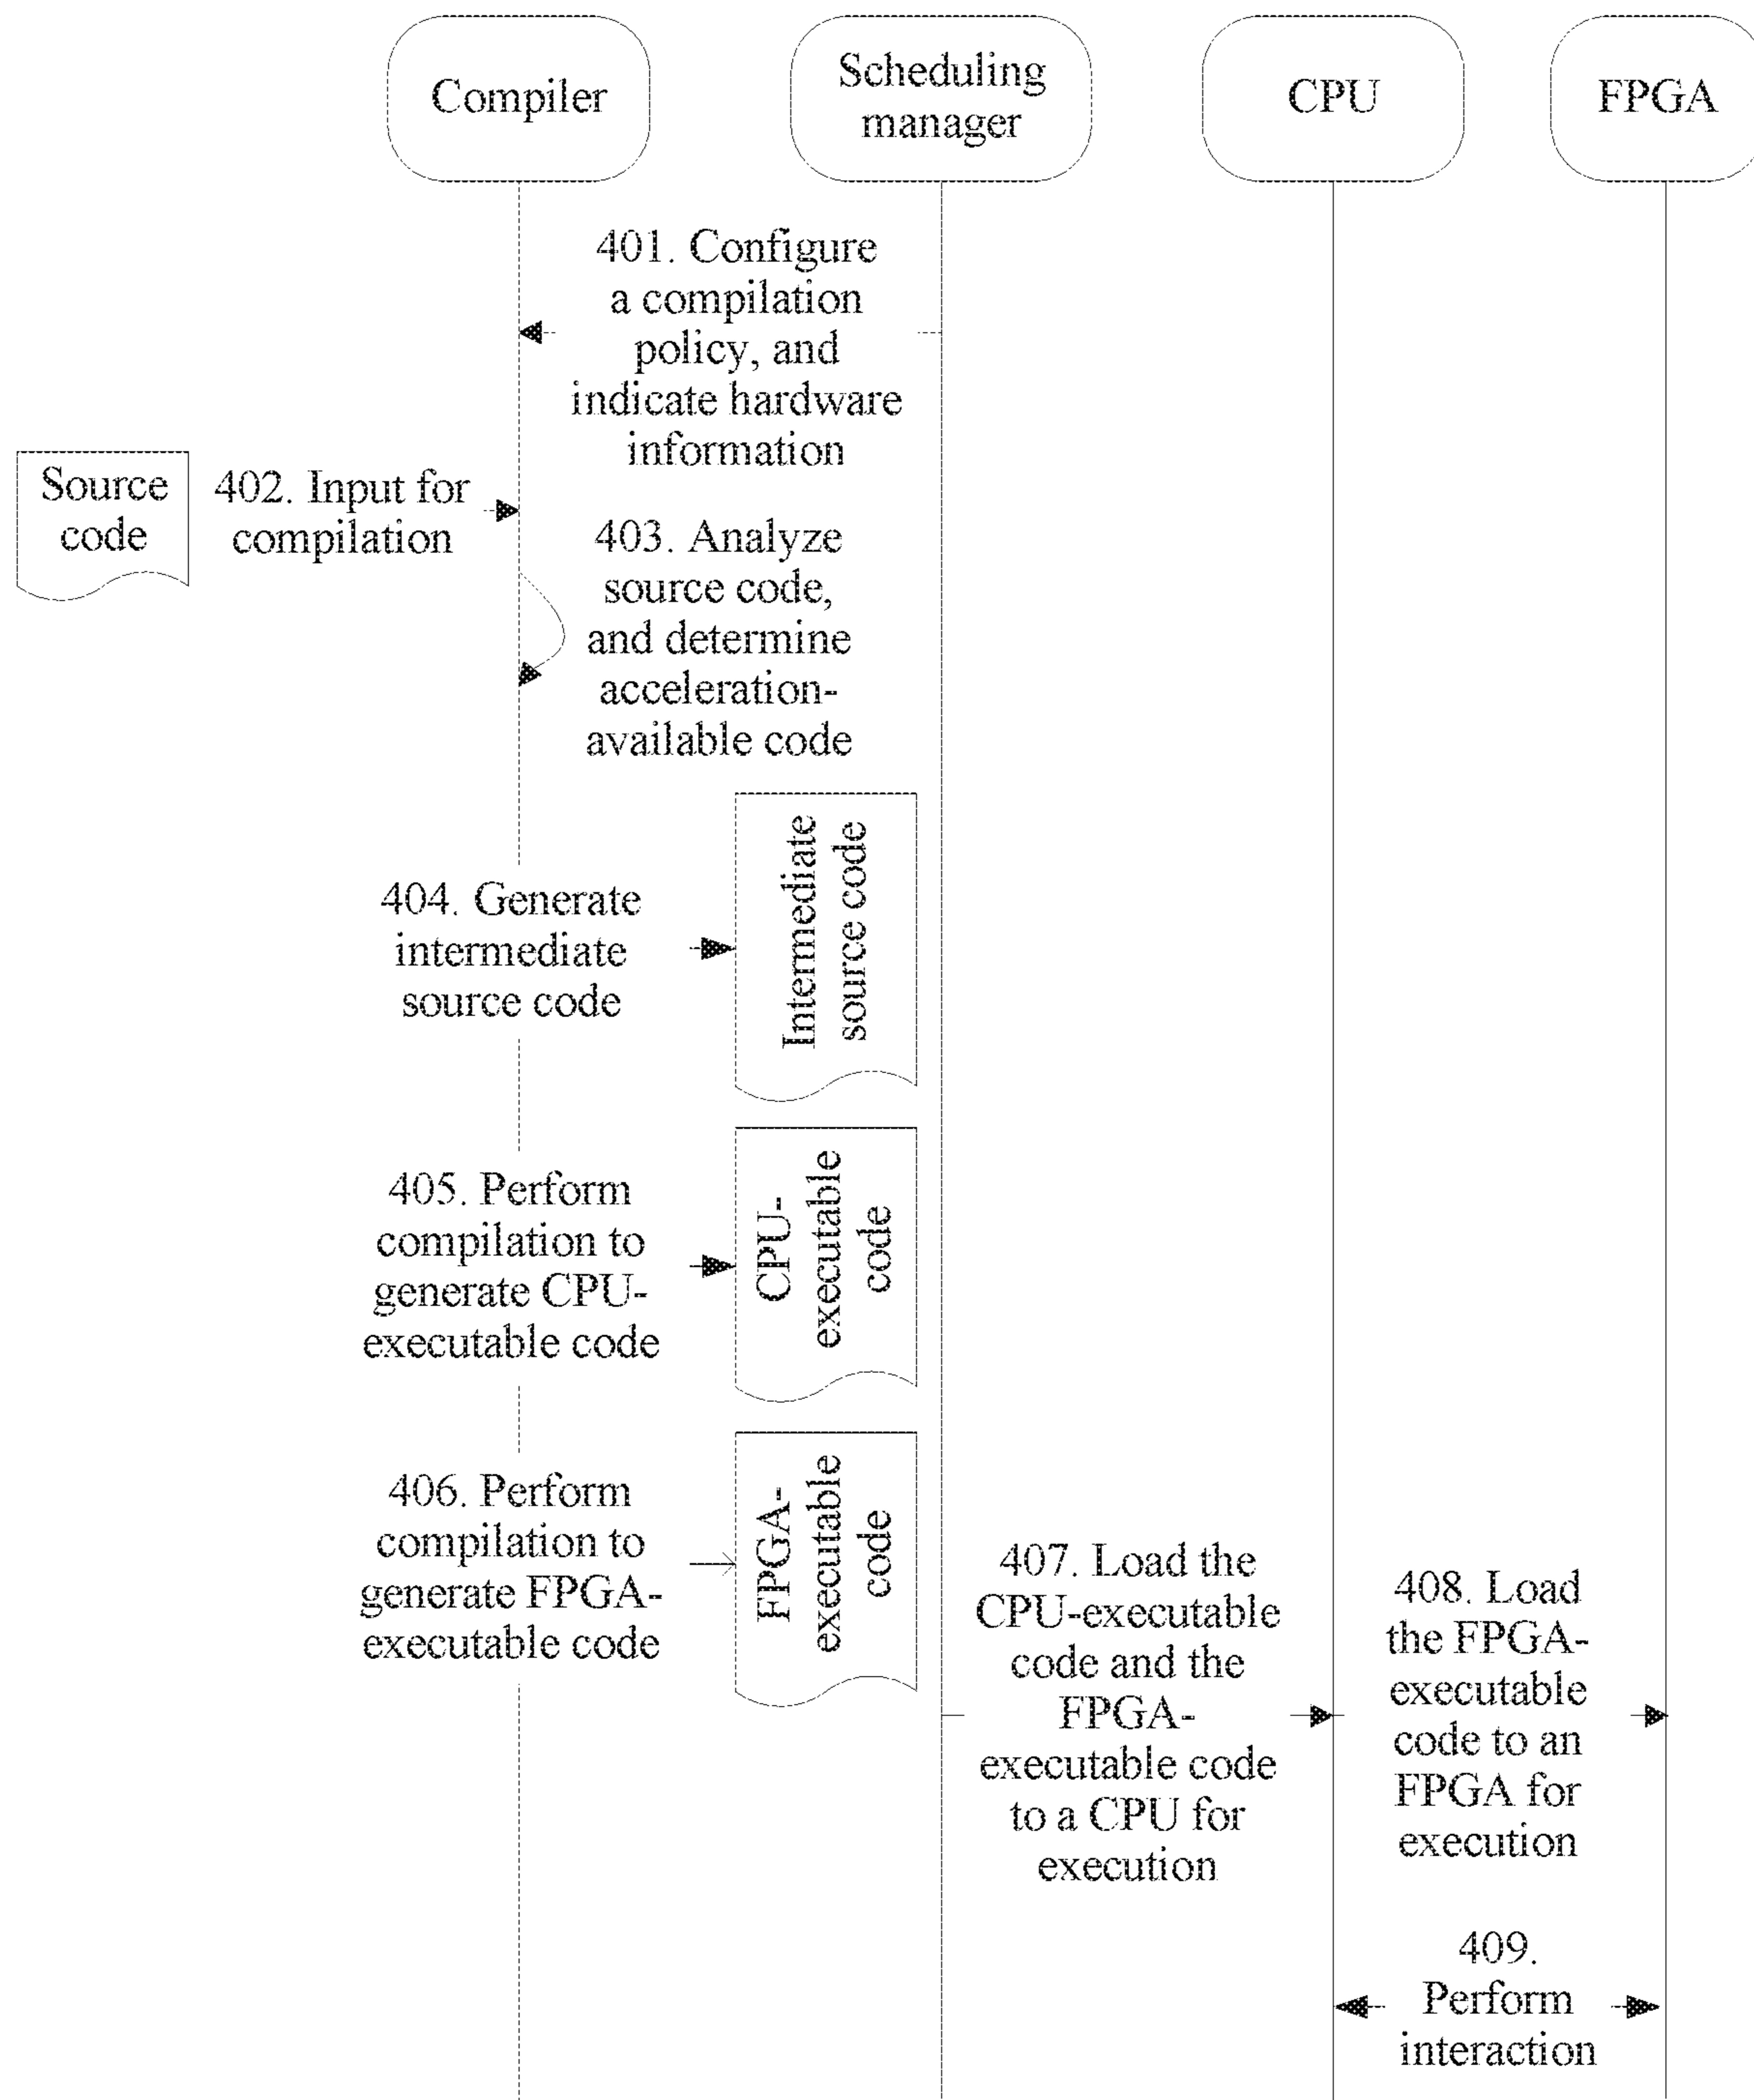 Compiler
Scheduling
manager
CPU
FPGA
401. Configure
a compilation
policy, and
indicate hardware
information
Source
code
402. Input for
compilation
403. Analyze
source code,
and determine
acceleration-
available code
404. Generate
intermediate
source code
Intermediate
source code
405. Perform
compilation to
generate CPU-
executable code
CPU-
executable
code
406. Perform
compilation to
generate FPGA-
executable code
FPGA-
executable
code
407. Load the
CPU-executable
code and the
FPGA-
executable code
to a CPU for
execution
408. Load
the FPGA-
executable
code to an
FPGA for
execution
409.
Perform
interaction